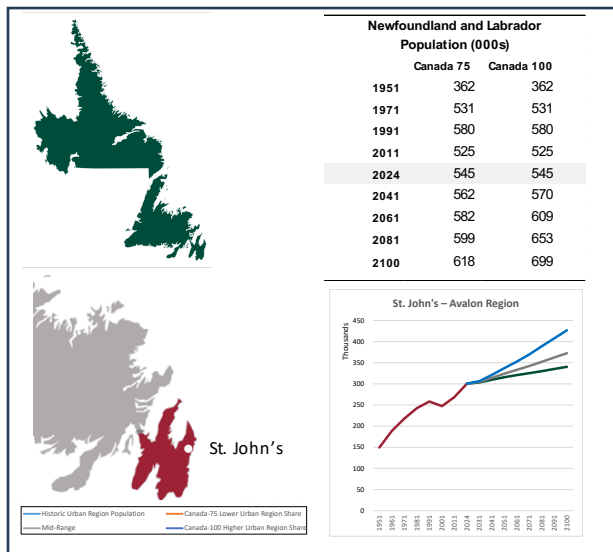 Newfoundland and Labrador
Population (000s)
Canada 75 Canada 100
1951 362 362
1971 531 531
1991 580 580
2011 525 525
2024 545 545
2041 562 570
2061 582 609
2081 599 653
2100 618 699
St. John's
Historic Urban Region Population
Canada-75 Lower Urban Region Share
Mid-Range
Canada-100 Higher Urban Region Share
St. John's – Avalon Region
Thousands
450
400
350
300
250
200
150
100
50
0
1951
1961
1971
1981
1991
2001
2011
2024
2031
2041
2051
2061
2071
2081
2091
2100